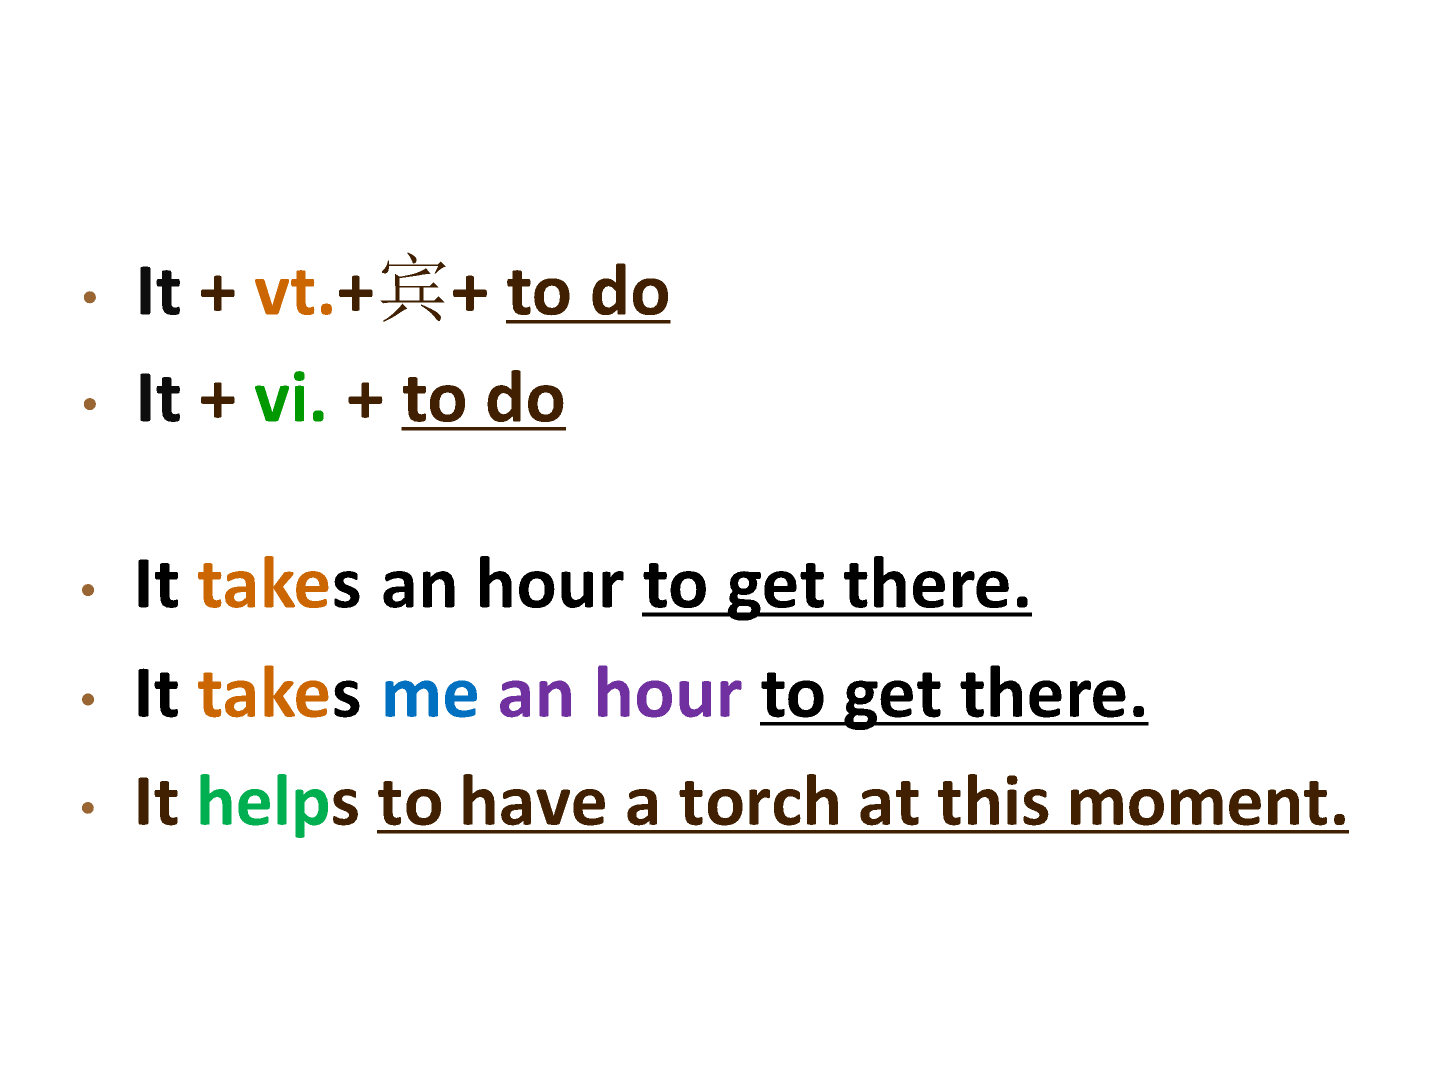 • It + vt.+宾+ to do
• It + vi. + to do
• It takes an hour to get there.
• It takes me an hour to get there.
• It helps to have a torch at this moment.